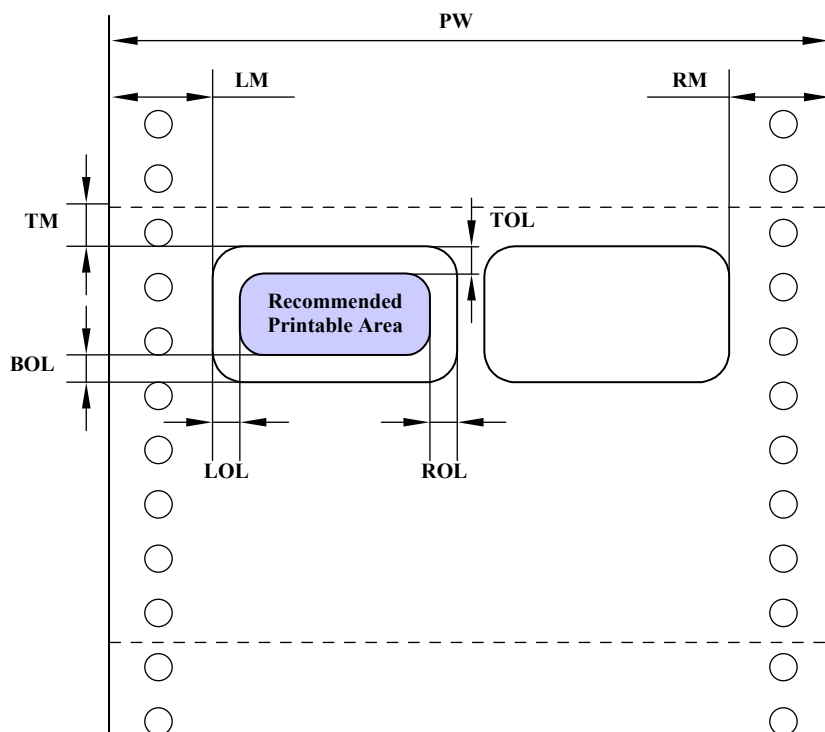 PW
LM
RM
TM
TOL
Recommended
Printable Area
BOL
LOL
ROL